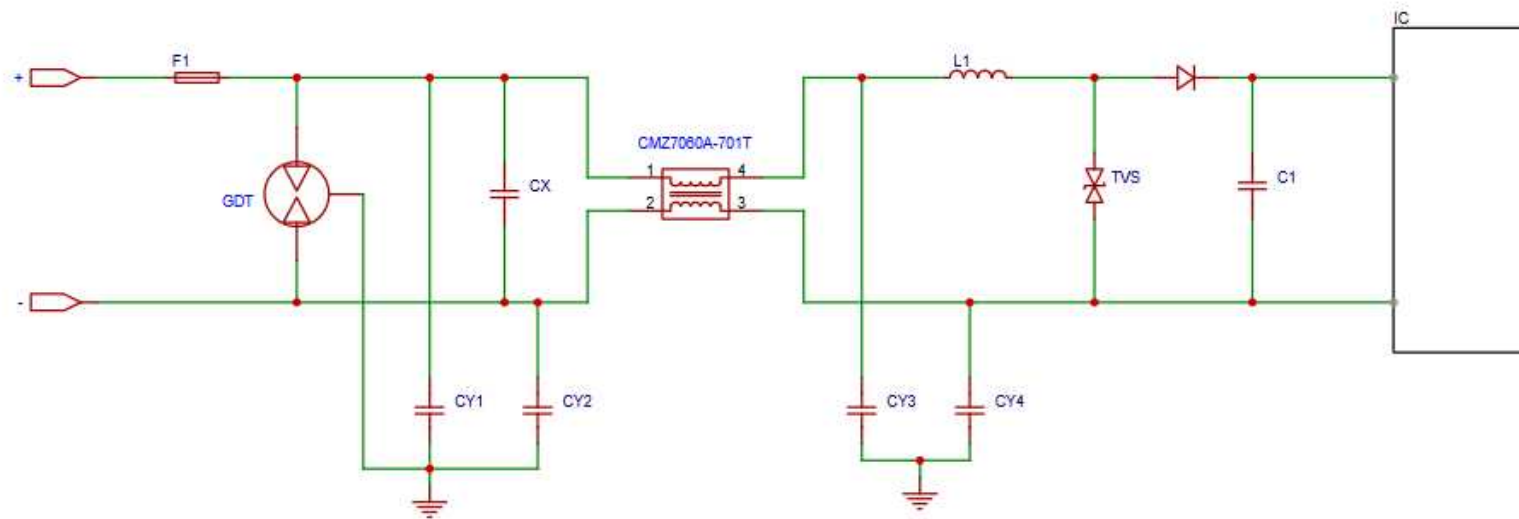 IC
F1
L1
+
CMZ7060A-701T
1
4
CX
TVS
C1
GDT
2
3
-
CY1
CY2
CY3
CY4